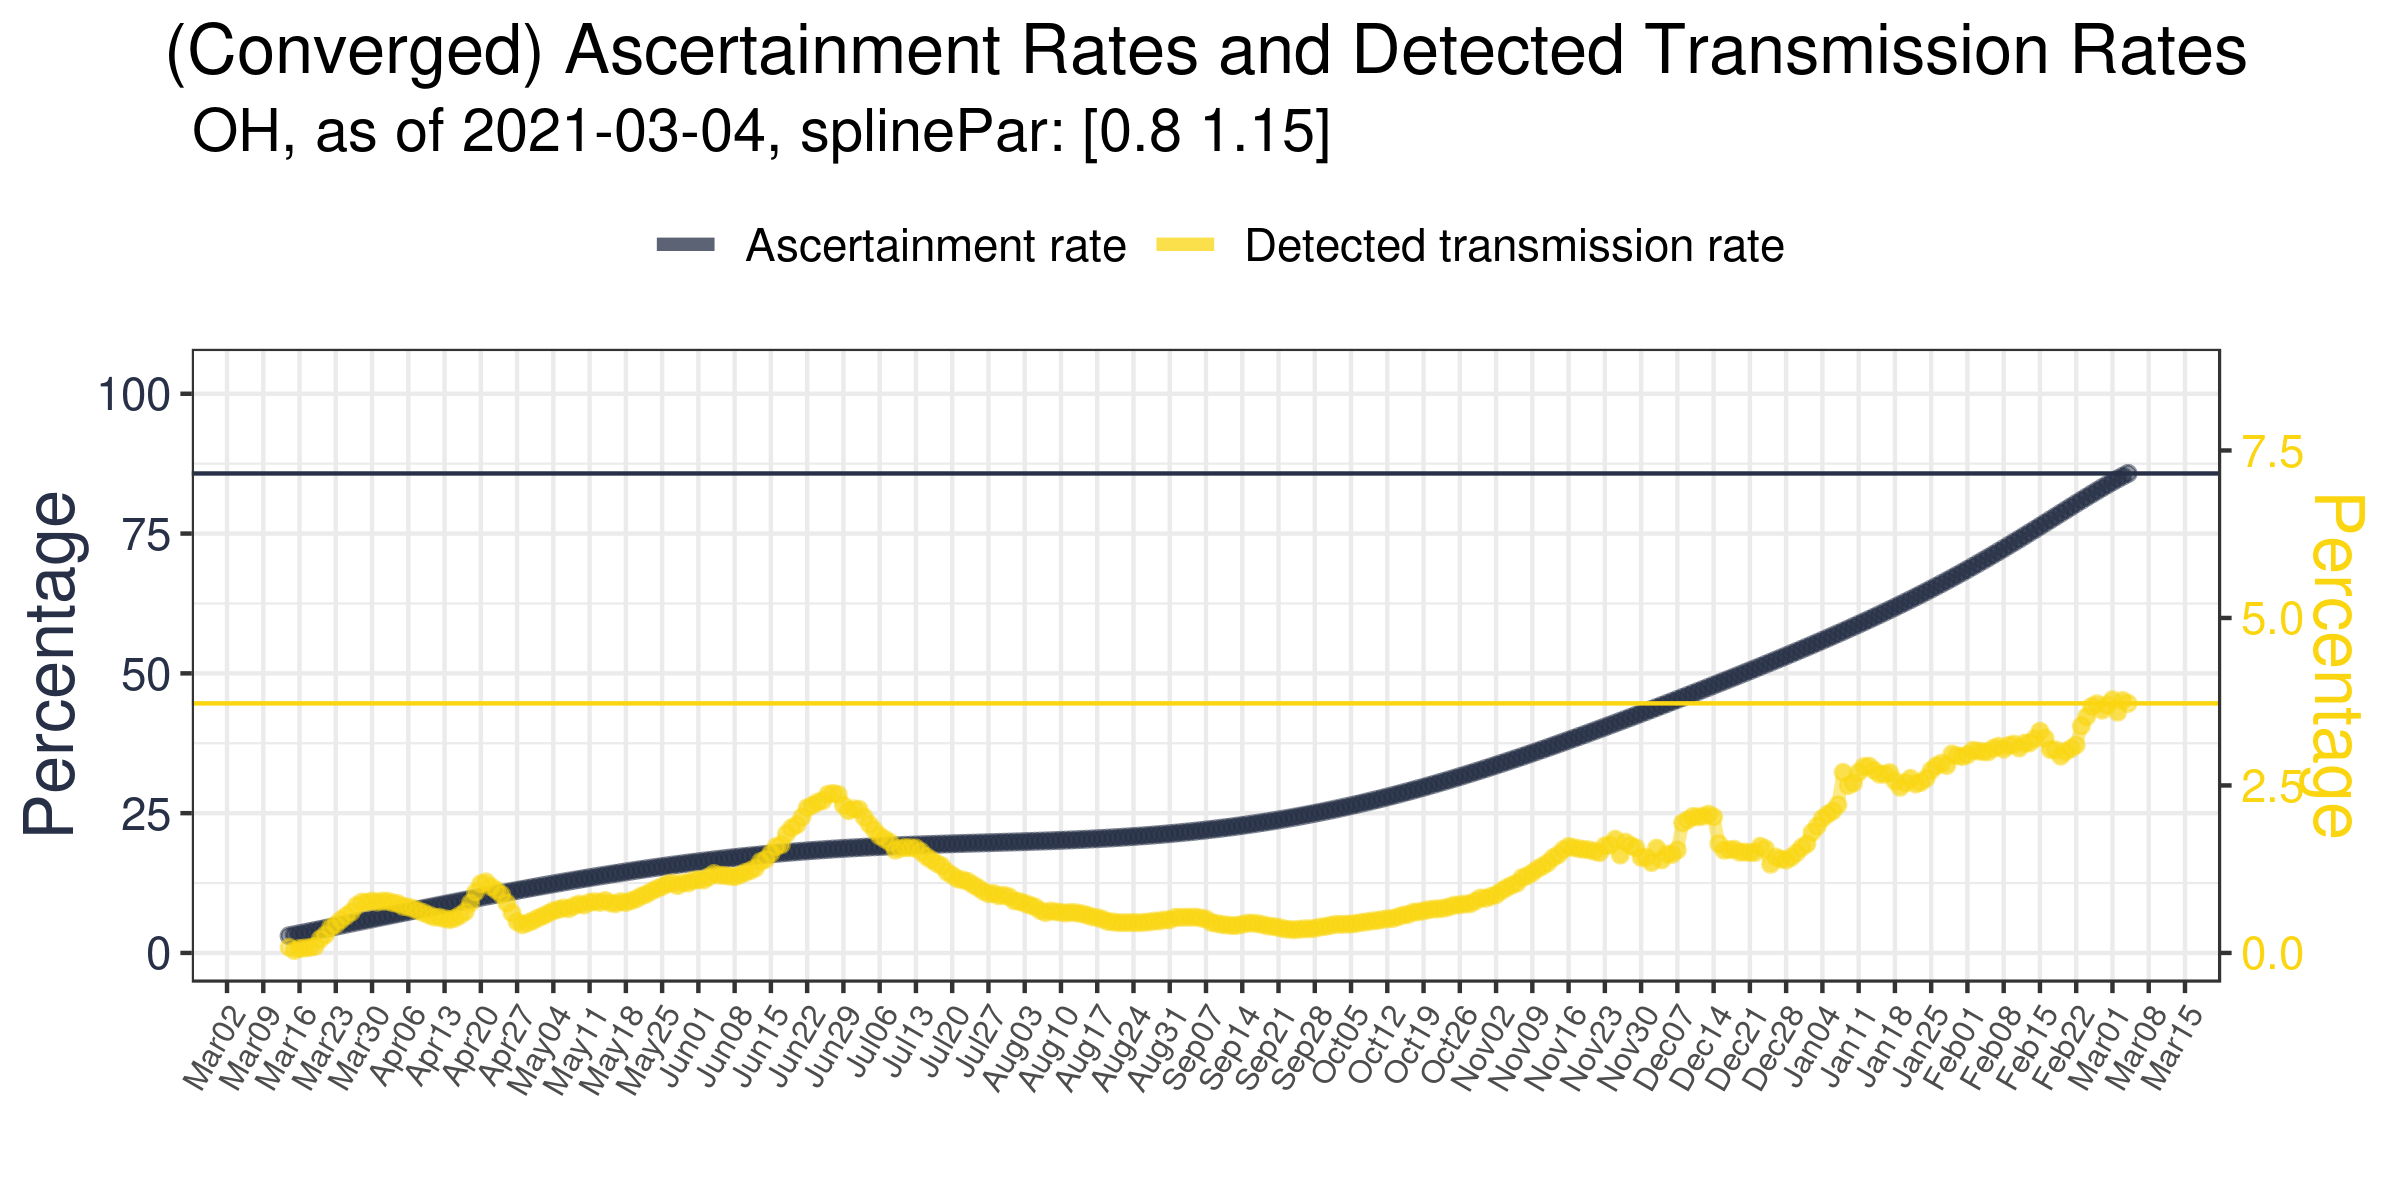 (Converged) Ascertainment Rates and Detected Transmission Rates
OH, as of 2021-03-04, splinePar: [0.8 1.15]
Ascertainment rate Detected transmission rate
Percentage
100
75
50
25
0
7.5
5.0
2.5
0.0
Percentage
Mar02 Mar09 Mar16 Mar23 Mar30 Apr06 Apr13 Apr20 Apr27 May04 May11 May18 May25 Jun01 Jun08 Jun15 Jun22 Jun29 Jul06 Jul13 Jul20 Jul27 Aug03 Aug10 Aug17 Aug24 Aug31 Sep07 Sep14 Sep21 Sep28 Oct05 Oct12 Oct19 Oct26 Nov02 Nov09 Nov16 Nov23 Nov30 Dec07 Dec14 Dec21 Dec28 Jan04 Jan11 Jan18 Jan25 Feb01 Feb08 Feb15 Feb22 Mar01 Mar08 Mar15